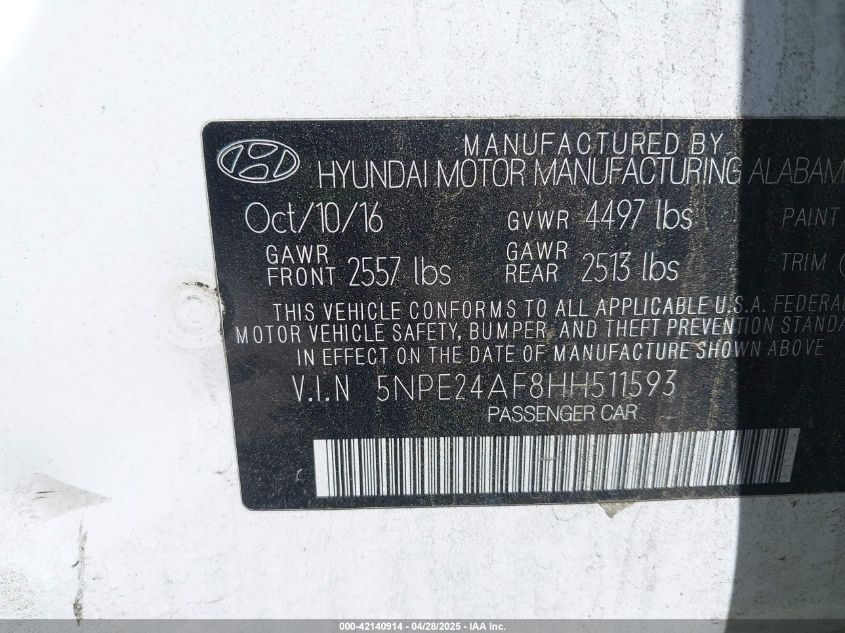 MANUFACTURED BY
HYUNDAI MOTOR MANUFACTURING ALABAM
Oct/10/16 GVWR 4497 lbs PAINT
GAWR FRONT 2557 lbs GAWR REAR 2513 lbs TRIM
THIS VEHICLE CONFORMS TO ALL APPLICABLE U.S.A. FEDERAL
MOTOR VEHICLE SAFETY, BUMPER, AND THEFT PREVENTION STANDA
IN EFFECT ON THE DATE OF MANUFACTURE SHOWN ABOVE
V.I.N 5NPE24AF8HH511593
PASSENGER CAR
000-42140914 - 04/28/2025 - IAA Inc.